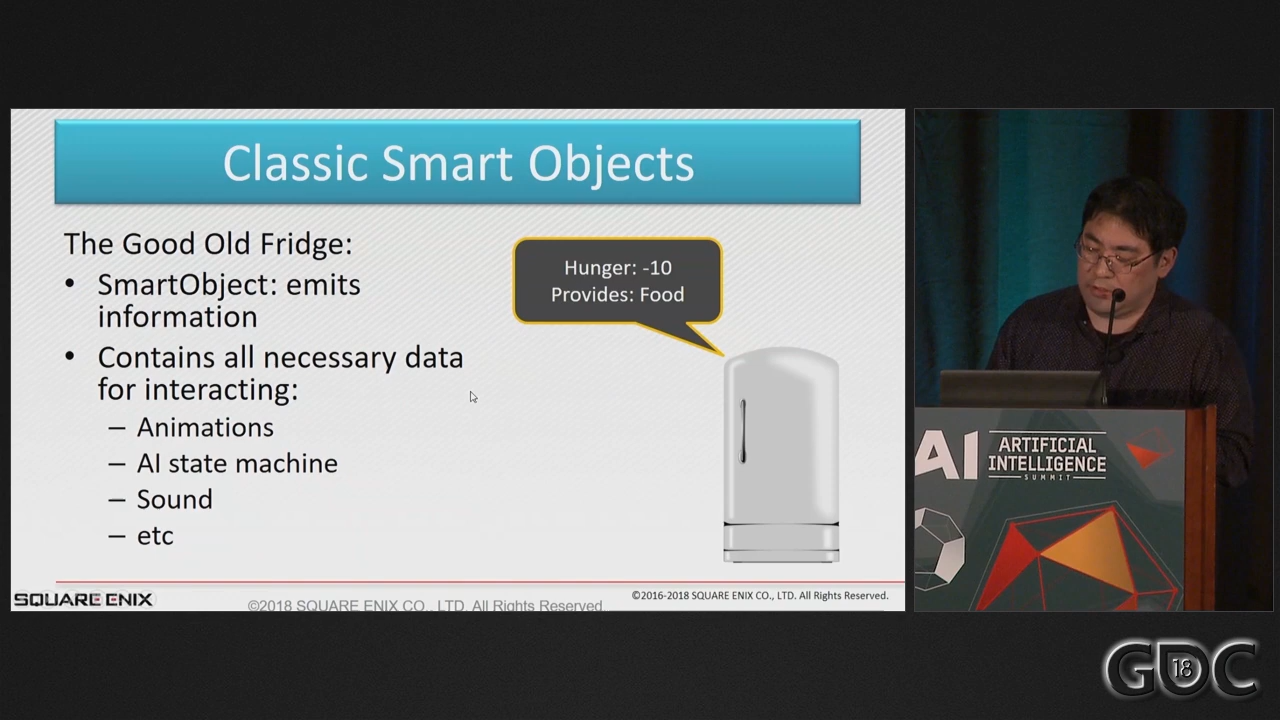 Classic Smart Objects
The Good Old Fridge:
• SmartObject: emits
information
• Contains all necessary data
for interacting:
– Animations
– AI state machine
– Sound
– etc
Hunger: -10
Provides: Food
SQUARE ENIX
©2018 SQUARE ENIX CO., LTD. All Rights Reserved.
©2016-2018 SQUARE ENIX CO., LTD. All Rights Reserved.
AI
ARTIFICIAL
INTELLIGENCE
SUMMIT
GDC
18